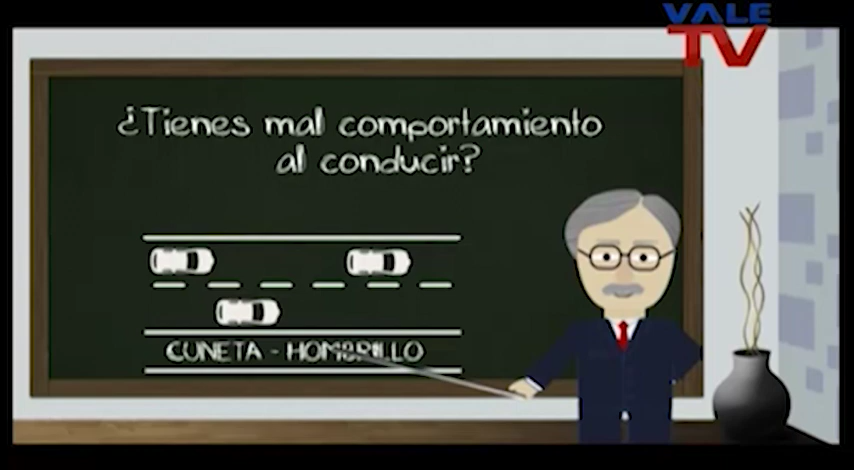 VALE
TV
¿Tienes mal comportamiento
al conducir?
CUNETA - HOMBRILLO